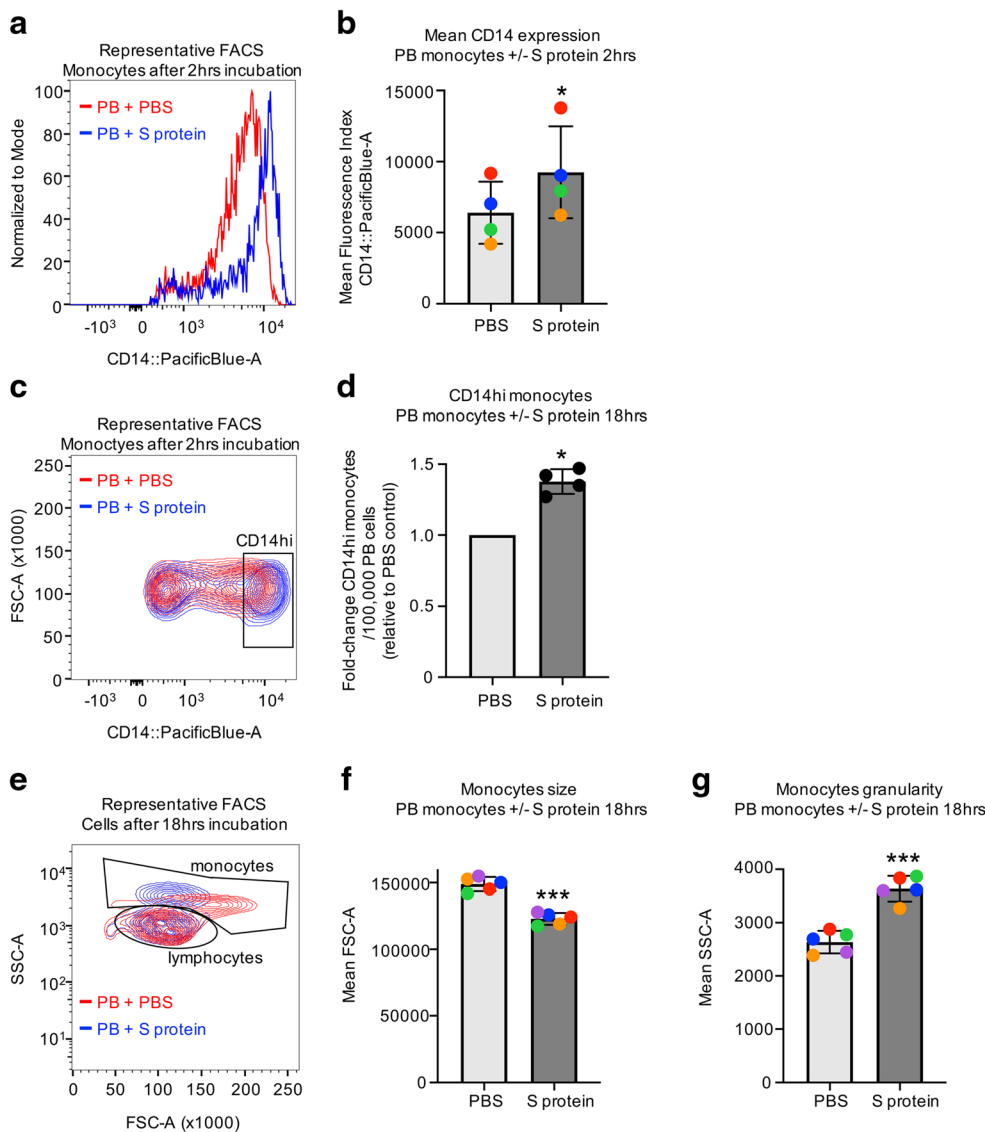 a
Representative FACS
Monocytes after 2hrs incubation
PB + PBS
PB + S protein
Normalized to Mode
100
80
60
40
20
0
-10³
0
10³
10⁴
CD14::PacificBlue-A
b
Mean CD14 expression
PB monocytes +/- S protein 2hrs
Mean Fluorescence Index
CD14::PacificBlue-A
15000
10000
5000
0
*
PBS
S protein
c
Representative FACS
Monoctyes after 2hrs incubation
PB + PBS
PB + S protein
CD14hi
FSC-A (x1000)
250
200
150
100
50
0
-10³
0
10³
10⁴
CD14::PacificBlue-A
d
CD14hi monocytes
PB monocytes +/- S protein 18hrs
Fold-change CD14hi monocytes
/100,000 PB cells
(relative to PBS control)
1.5
1.0
0.5
0
*
PBS
S protein
e
Representative FACS
Cells after 18hrs incubation
monocytes
lymphocytes
PB + PBS
PB + S protein
SSC-A
10⁴
10³
10²
10¹
0
50
100
150
200
250
FSC-A (x1000)
f
Monocytes size
PB monocytes +/- S protein 18hrs
Mean FSC-A
150000
100000
50000
0
***
PBS
S protein
g
Monocytes granularity
PB monocytes +/- S protein 18hrs
Mean SSC-A
4000
3000
2000
1000
0
***
PBS
S protein